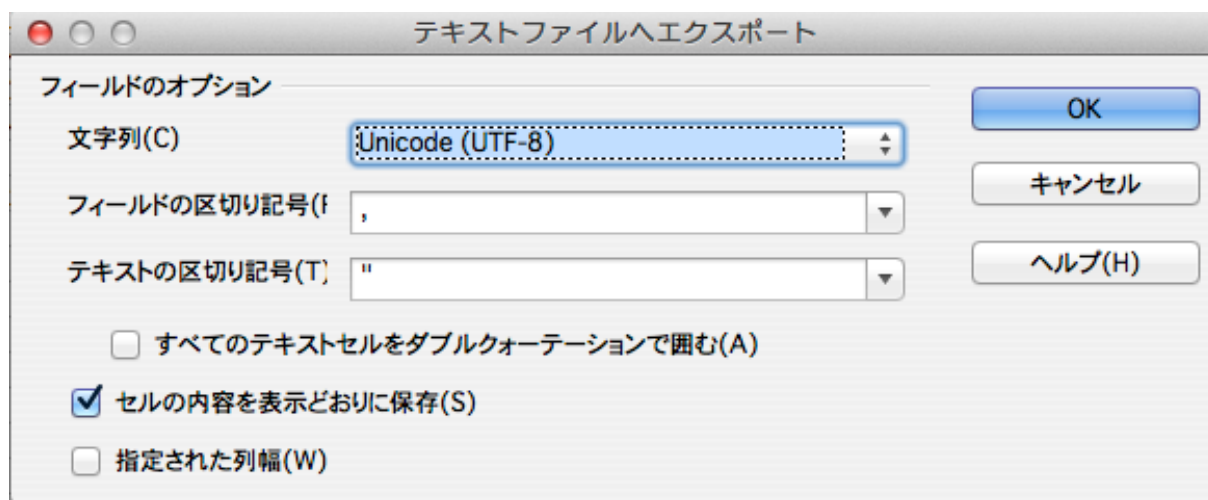 テキストファイルへエクスポート
フィールドのオプション
文字列(C)
Unicode (UTF-8)
フィールドの区切り記号(F
,
テキストの区切り記号(T)
"
すべてのテキストセルをダブルクォーテーションで囲む(A)
セルの内容を表示どおりに保存(S)
指定された列幅(W)
OK
キャンセル
ヘルプ(H)